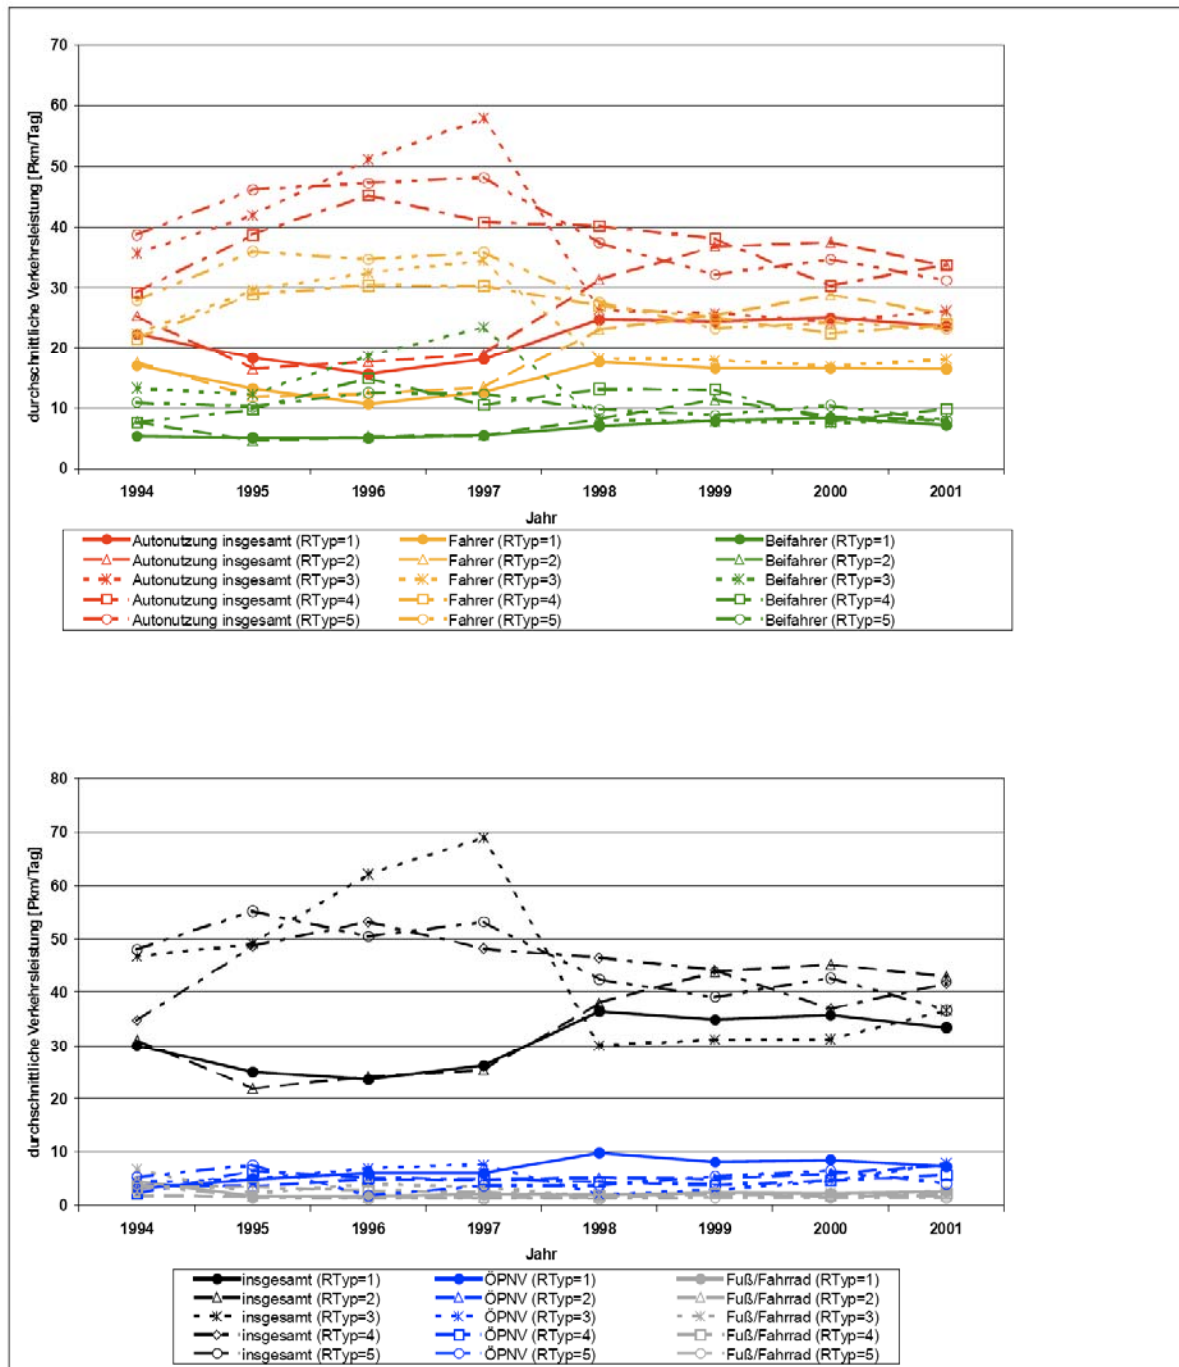 70
60
50
40
30
20
10
0
durchschnittliche Verkehrsleistung [Pkm/Tag]
1994 1995 1996 1997 1998 1999 2000 2001
Jahr
Autonutzung insgesamt (RTyp=1) Fahrer (RTyp=1) Beifahrer (RTyp=1)
Autonutzung insgesamt (RTyp=2) Fahrer (RTyp=2) Beifahrer (RTyp=2)
Autonutzung insgesamt (RTyp=3) Fahrer (RTyp=3) Beifahrer (RTyp=3)
Autonutzung insgesamt (RTyp=4) Fahrer (RTyp=4) Beifahrer (RTyp=4)
Autonutzung insgesamt (RTyp=5) Fahrer (RTyp=5) Beifahrer (RTyp=5)
80
70
60
50
40
30
20
10
0
durchschnittliche Verkehrsleistung [Pkm/Tag]
1994 1995 1996 1997 1998 1999 2000 2001
Jahr
insgesamt (RTyp=1) ÖPNV (RTyp=1) Fuß/Fahrrad (RTyp=1)
insgesamt (RTyp=2) ÖPNV (RTyp=2) Fuß/Fahrrad (RTyp=2)
insgesamt (RTyp=3) ÖPNV (RTyp=3) Fuß/Fahrrad (RTyp=3)
insgesamt (RTyp=4) ÖPNV (RTyp=4) Fuß/Fahrrad (RTyp=4)
insgesamt (RTyp=5) ÖPNV (RTyp=5) Fuß/Fahrrad (RTyp=5)